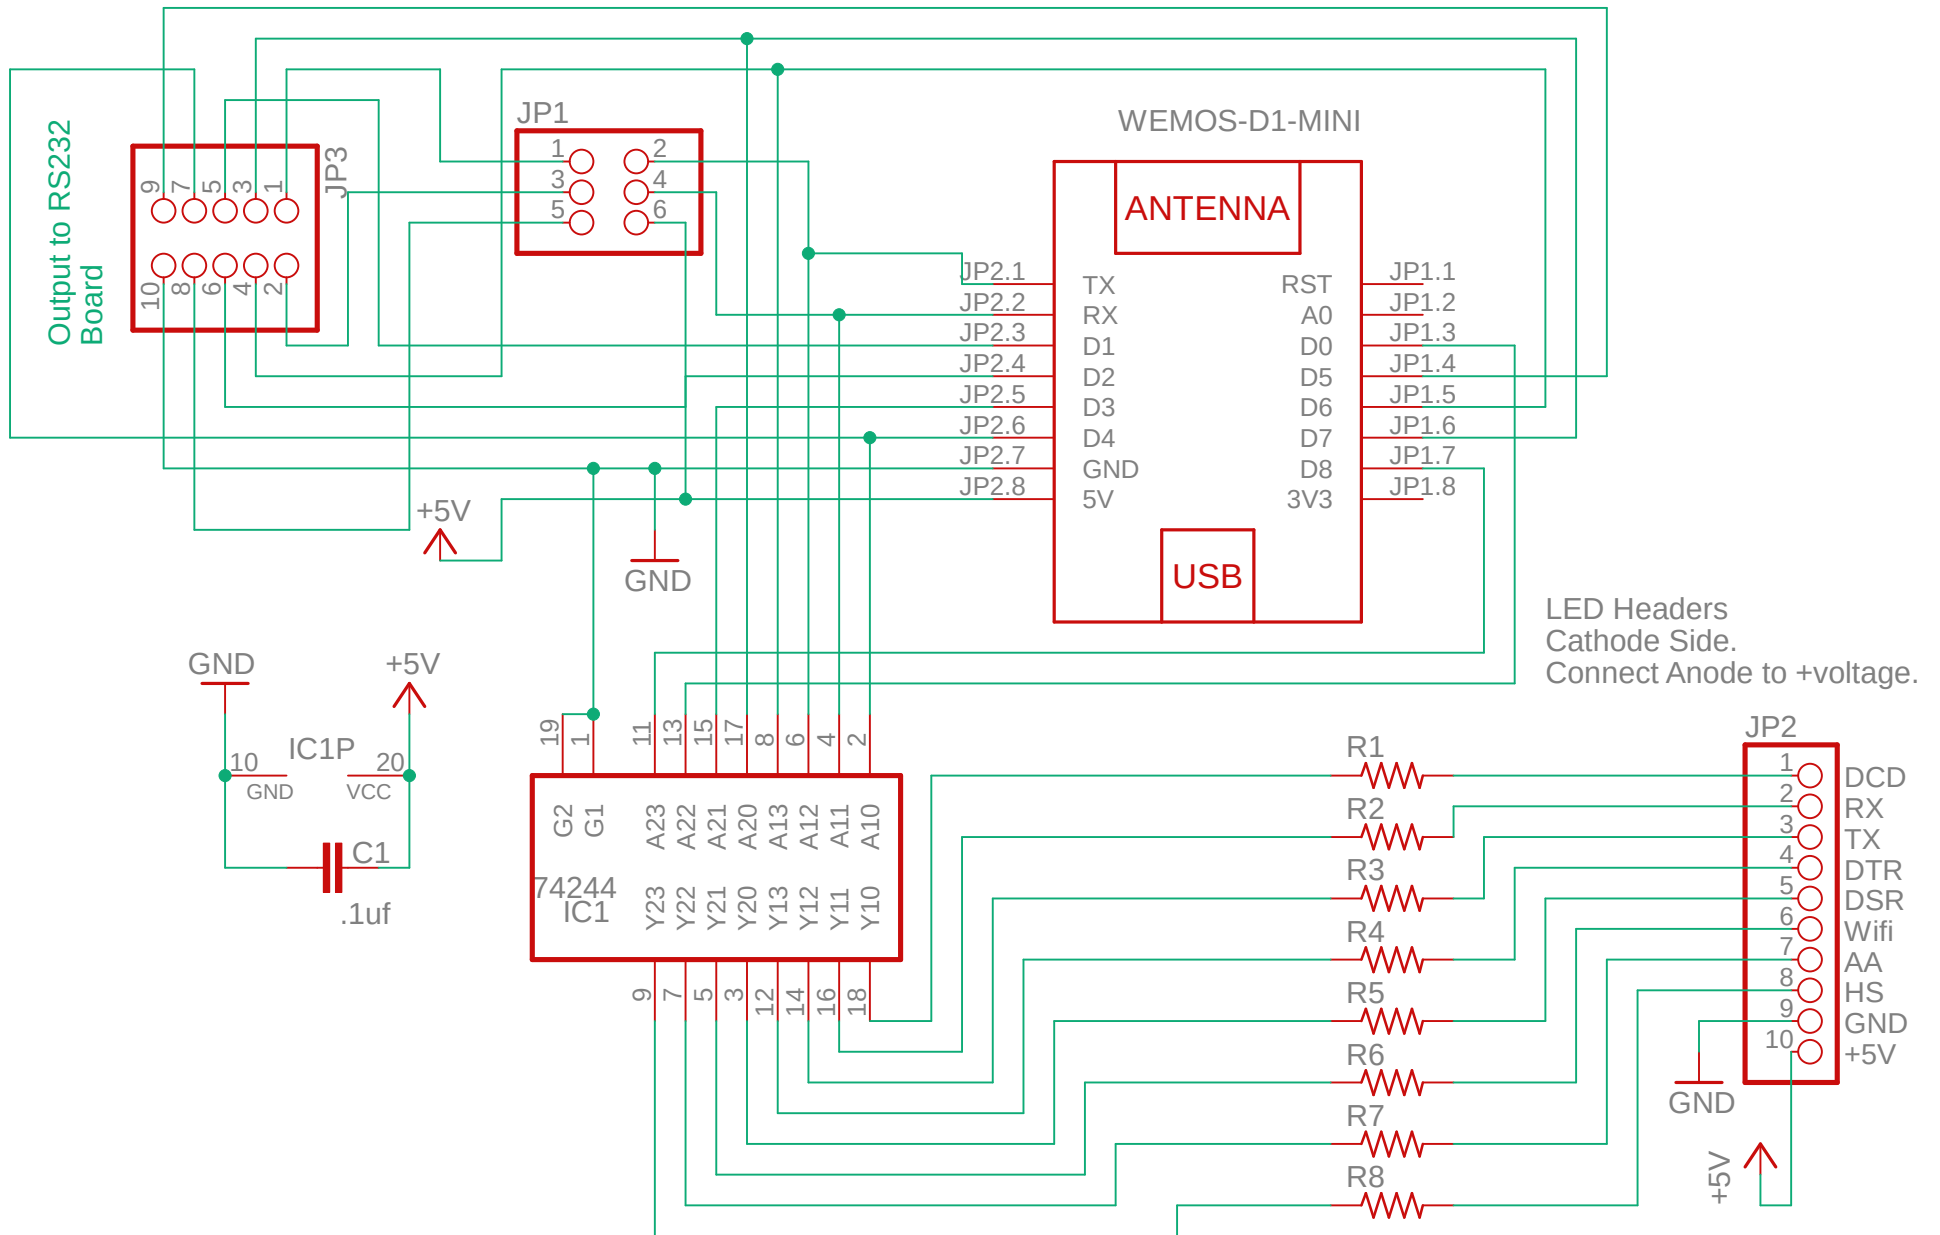 JP1
WEMOS-D1-MINI
Output to RS232
Board
JP3
9 7 5 3 1
10 8 6 4 2
1 2
3 4
5 6
ANTENNA
JP2.1 TX RST JP1.1
JP2.2 RX A0 JP1.2
JP2.3 D1 D0 JP1.3
JP2.4 D2 D5 JP1.4
JP2.5 D3 D6 JP1.5
JP2.6 D4 D7 JP1.6
JP2.7 GND D8 JP1.7
JP2.8 5V 3V3 JP1.8
+5V
GND
USB
LED Headers
Cathode Side.
Connect Anode to +voltage.
GND
+5V
10 IC1P 20
GND VCC
C1
.1uf
19 1 11 13 15 17 8 6 4 2
G2 G1 A23 A22 A21 A20 A13 A12 A11 A10
74244
IC1
Y23 Y22 Y21 Y20 Y13 Y12 Y11 Y10
9 7 5 3 12 14 16 18
R1
R2
R3
R4
R5
R6
R7
R8
JP2
1 DCD
2 RX
3 TX
4 DTR
5 DSR
6 Wifi
7 AA
8 HS
9 GND
10 +5V
GND
+5V